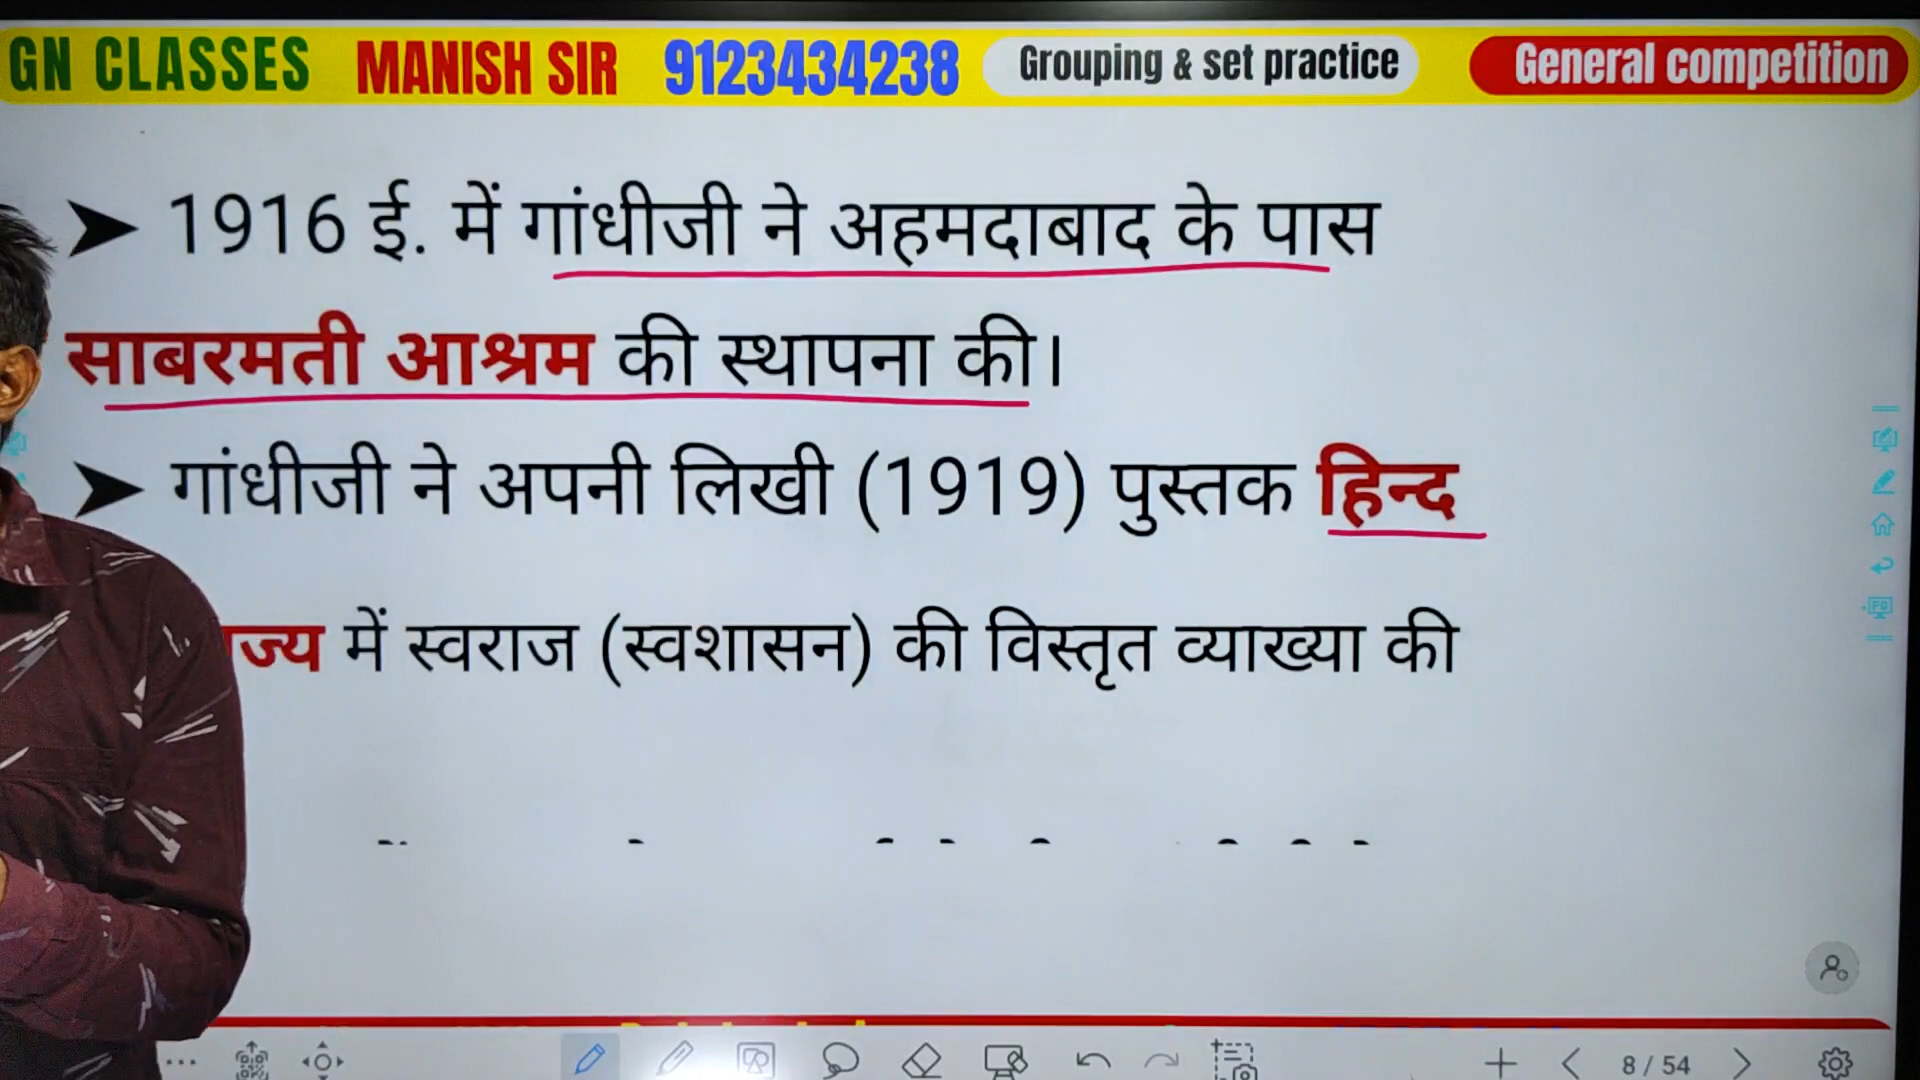 GN CLASSES MANISH SIR 9123434238 Grouping & set practice General competition
➤ 1916 ई. में गांधीजी ने अहमदाबाद के पास
साबरमती आश्रम की स्थापना की।
➤ गांधीजी ने अपनी लिखी (1919) पुस्तक हिन्द
में स्वराज (स्वशासन) की विस्तृत व्याख्या की
8 / 54